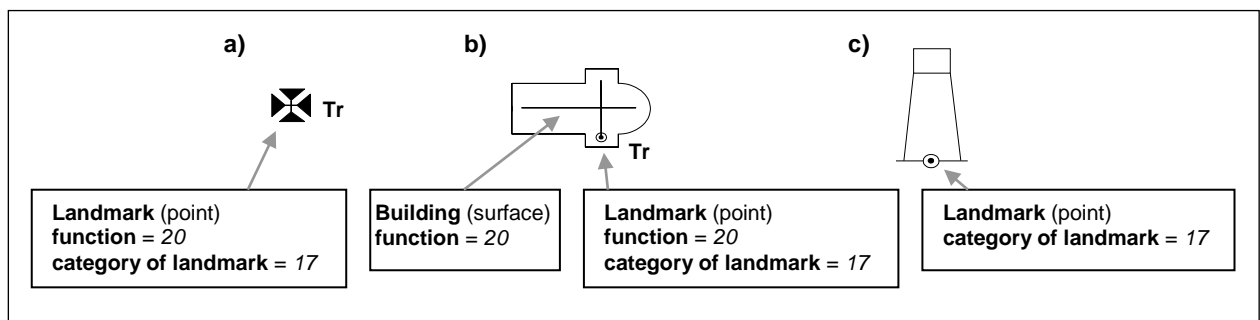 a)
Tr
Landmark (point)
function = 20
category of landmark = 17
b)
Tr
Building (surface)
function = 20
Landmark (point)
function = 20
category of landmark = 17
c)
Landmark (point)
category of landmark = 17